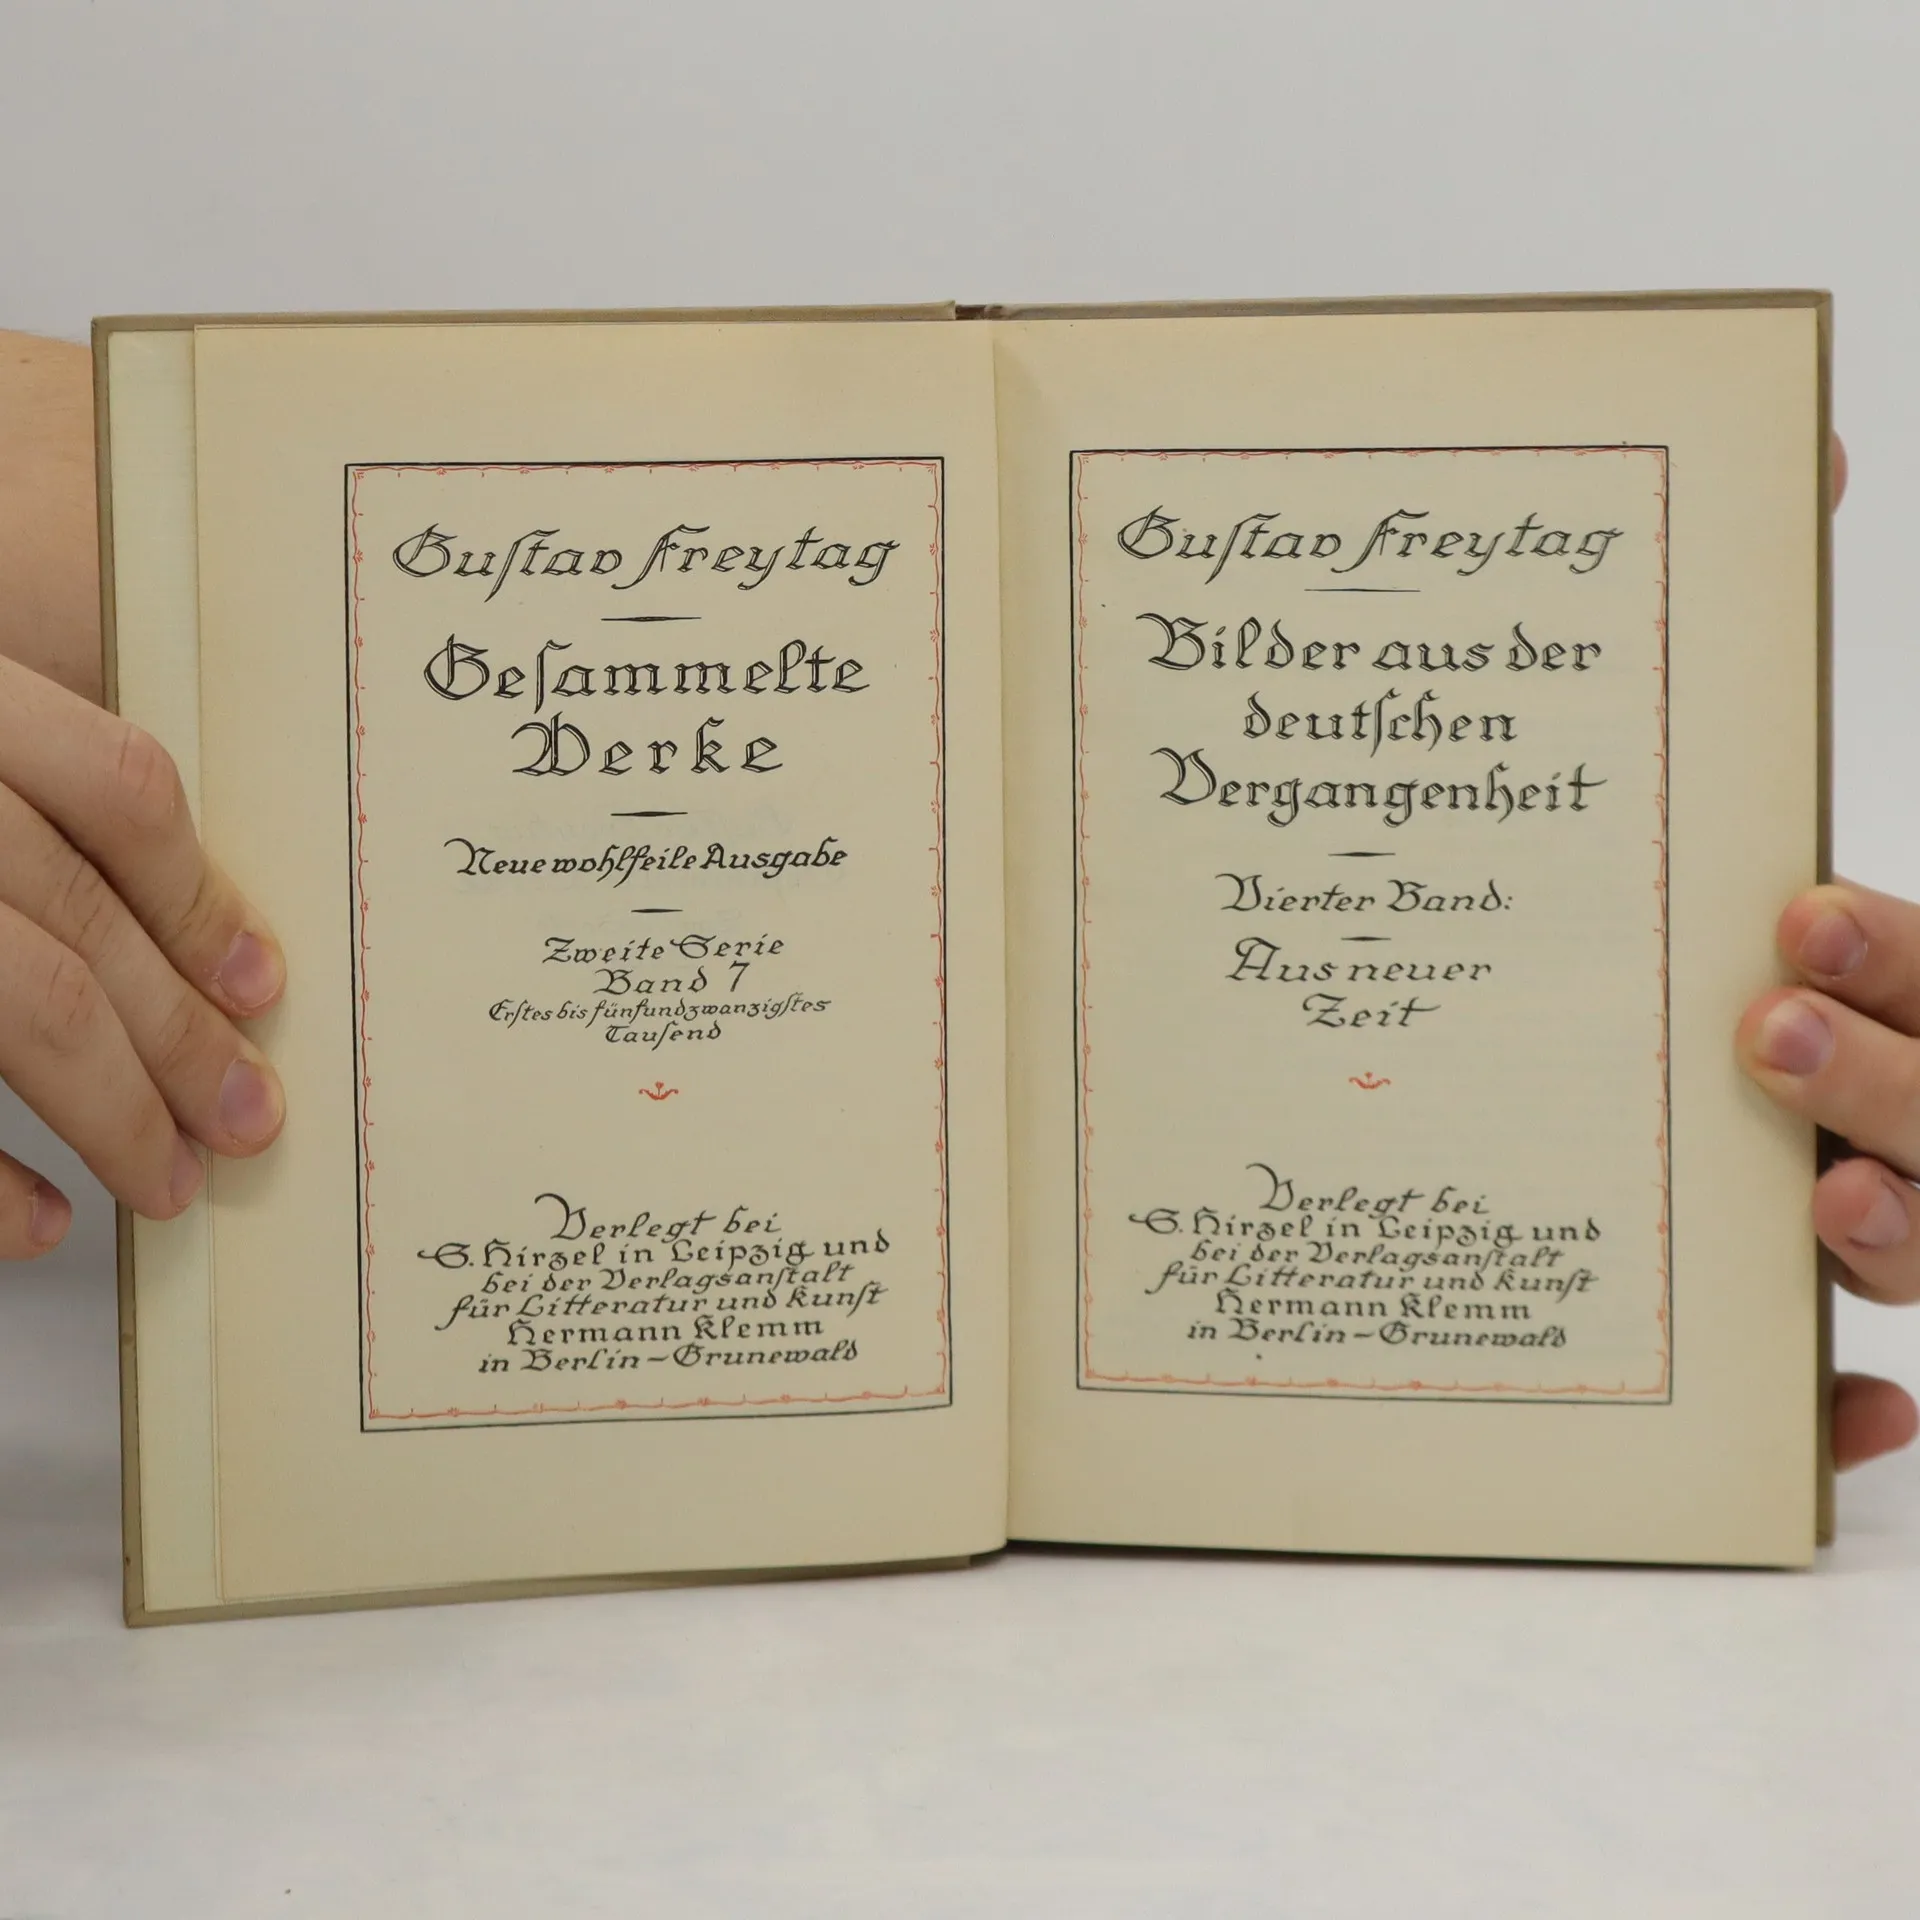 Guſtav Freytag
Geſammelte
Werke
Neue wohlfeile Ausgabe
Zweite Serie
Band 7
Erſtes bis fünfundzwanzigſtes
Tauſend
Verlegt bei
S. Hirzel in Leipzig und
bei der Verlagsanſtalt
für Litteratur und Kunſt
Hermann Klemm
in Berlin-Grunewald
Guſtav Freytag
Bilder aus der
deutſchen
Vergangenheit
Vierter Band:
Aus neuer
Zeit
Verlegt bei
S. Hirzel in Leipzig und
bei der Verlagsanſtalt
für Litteratur und Kunſt
Hermann Klemm
in Berlin-Grunewald